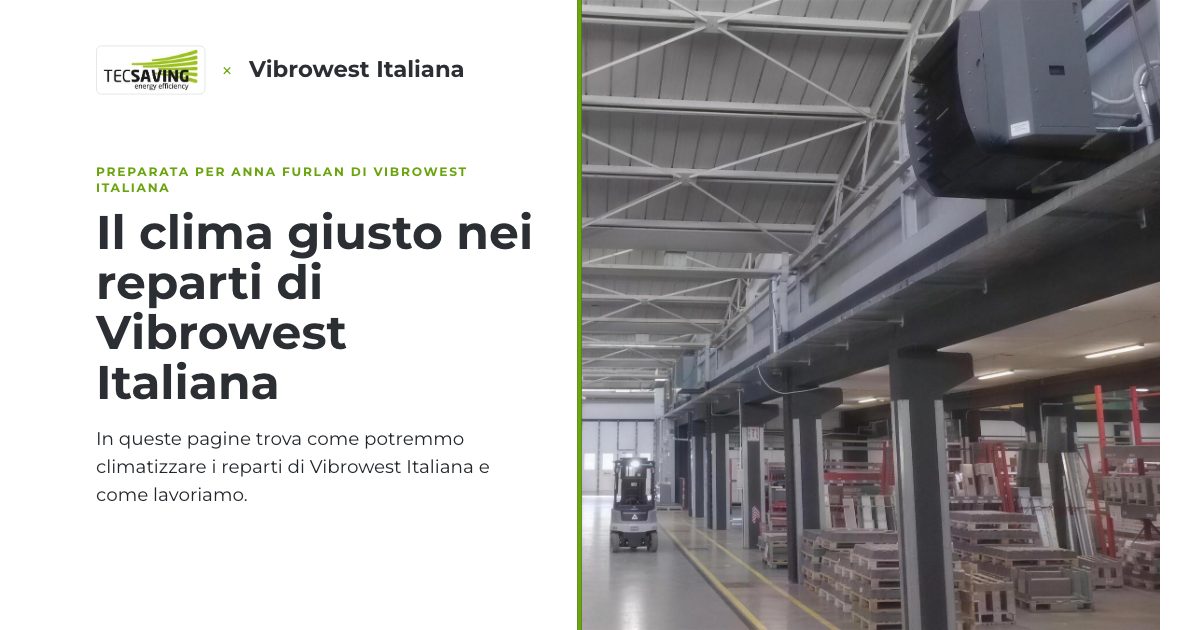 TECSAVING
energy efficiency
× Vibrowest Italiana
PREPARATA PER ANNA FURLAN DI VIBROWEST
ITALIANA
Il clima giusto nei
reparti di
Vibrowest
Italiana
In queste pagine trova come potremmo
climatizzare i reparti di Vibrowest Italiana e
come lavoriamo.